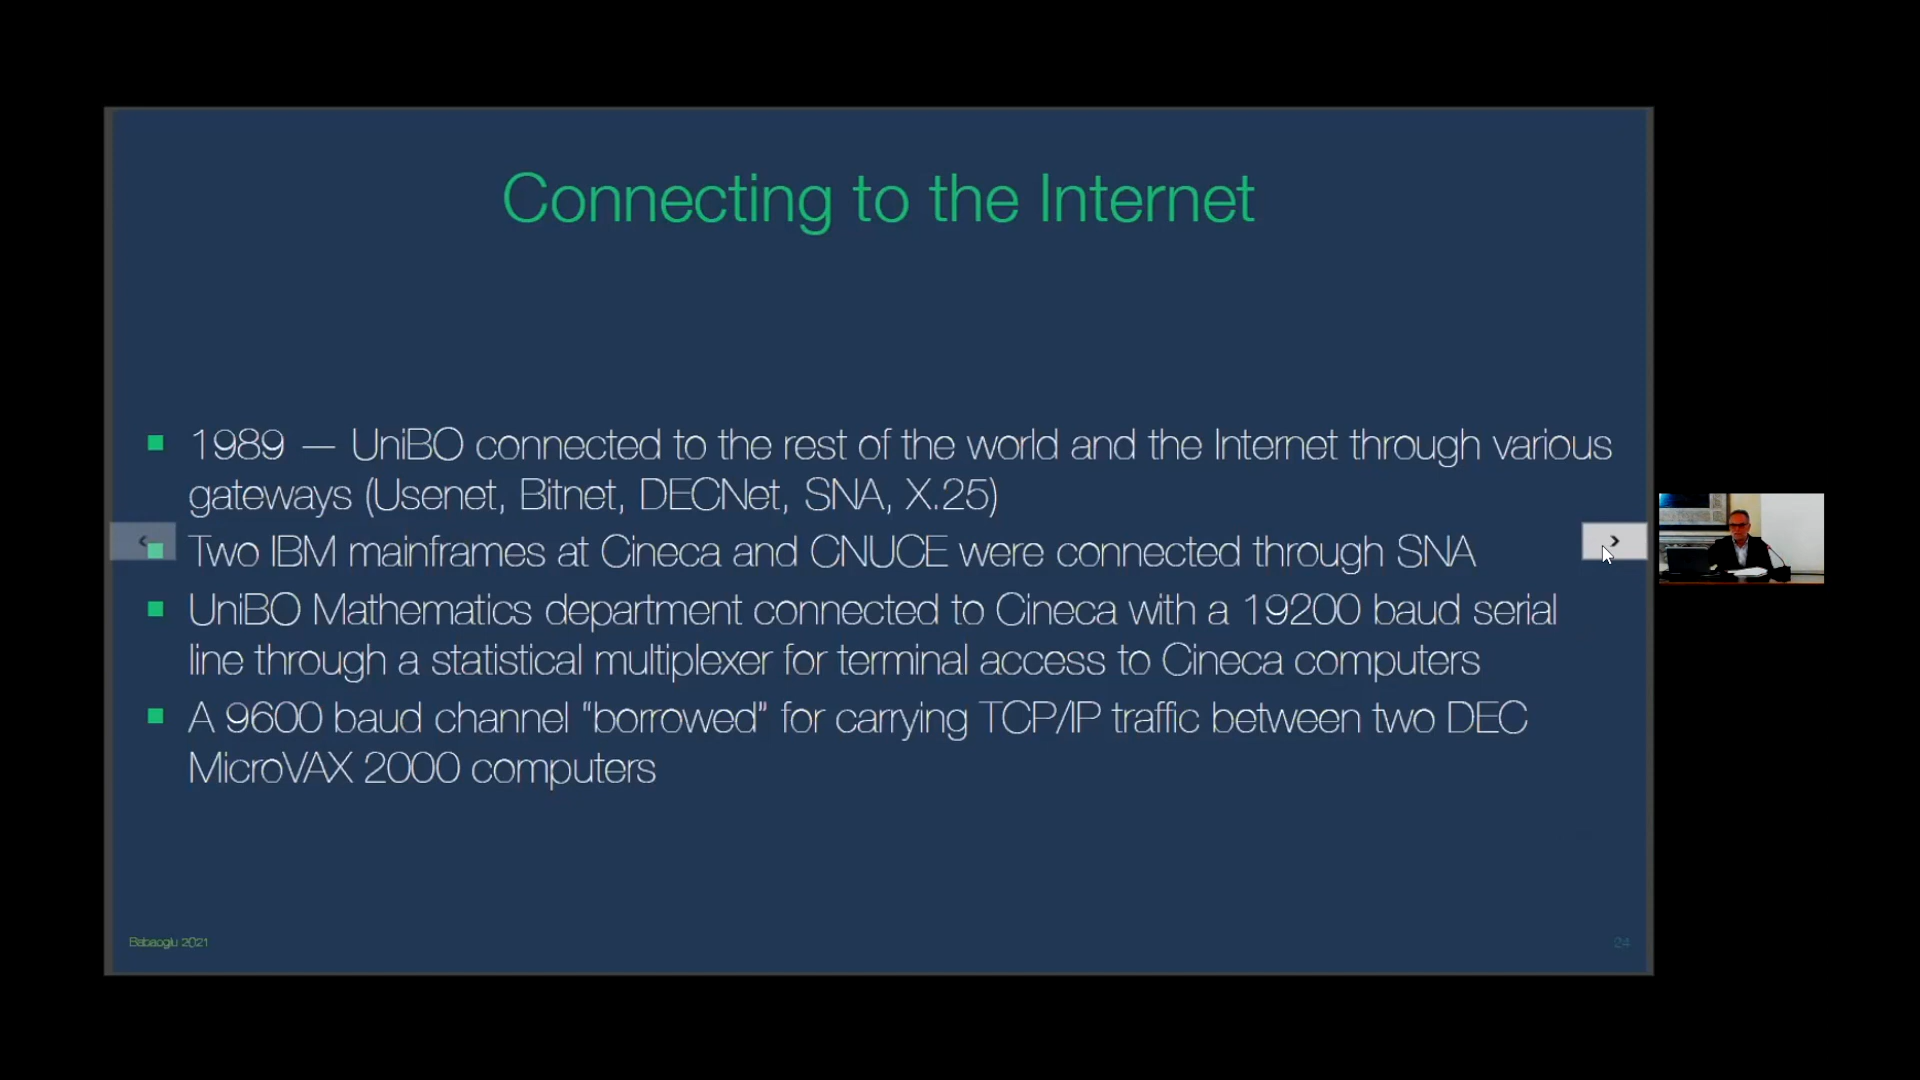 Connecting to the Internet
1989 — UniBO connected to the rest of the world and the Internet through various
gateways (Usenet, Bitnet, DECNet, SNA, X.25)
Two IBM mainframes at Cineca and CNUCE were connected through SNA
UniBO Mathematics department connected to Cineca with a 19200 baud serial
line through a statistical multiplexer for terminal access to Cineca computers
A 9600 baud channel “borrowed” for carrying TCP/IP traffic between two DEC
MicroVAX 2000 computers
Babaoglu 2021
24